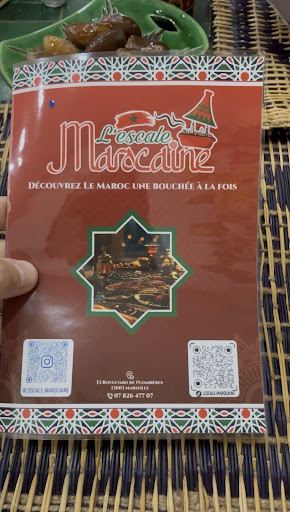 L'escale
Marocaine
DÉCOUVREZ LE MAROC UNE BOUCHÉE À LA FOIS
33 BOULEVARD DE PLOMBIÈRES
13003 MARSEILLE
07 826 477 07
@LESCALE.MAROCAINE
LESCALE.MAROCAINE